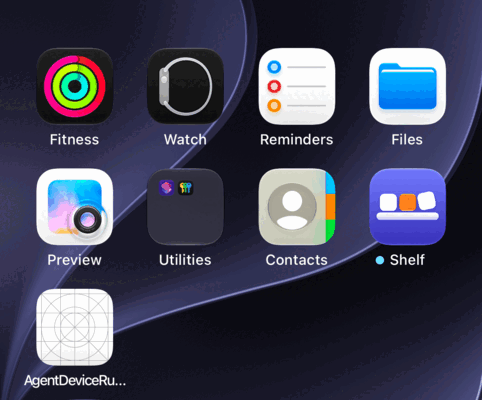 Fitness
Watch
Reminders
Files
Preview
Utilities
Contacts
Shelf
AgentDeviceRu...